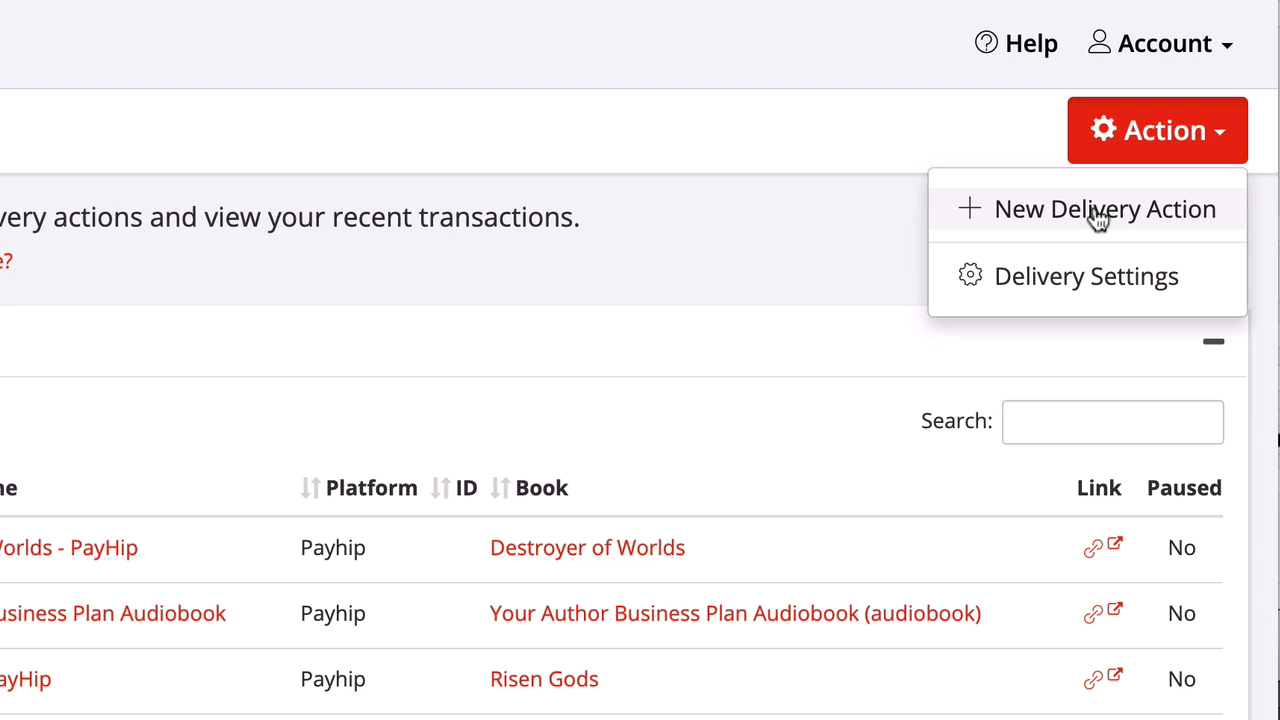 Help Account
Action
New Delivery Action
very actions and view your recent transactions.
e?
Delivery Settings
Search:
ne Platform ID Book Link Paused
Worlds - PayHip Payhip Destroyer of Worlds No
usiness Plan Audiobook Payhip Your Author Business Plan Audiobook (audiobook) No
ayHip Payhip Risen Gods No